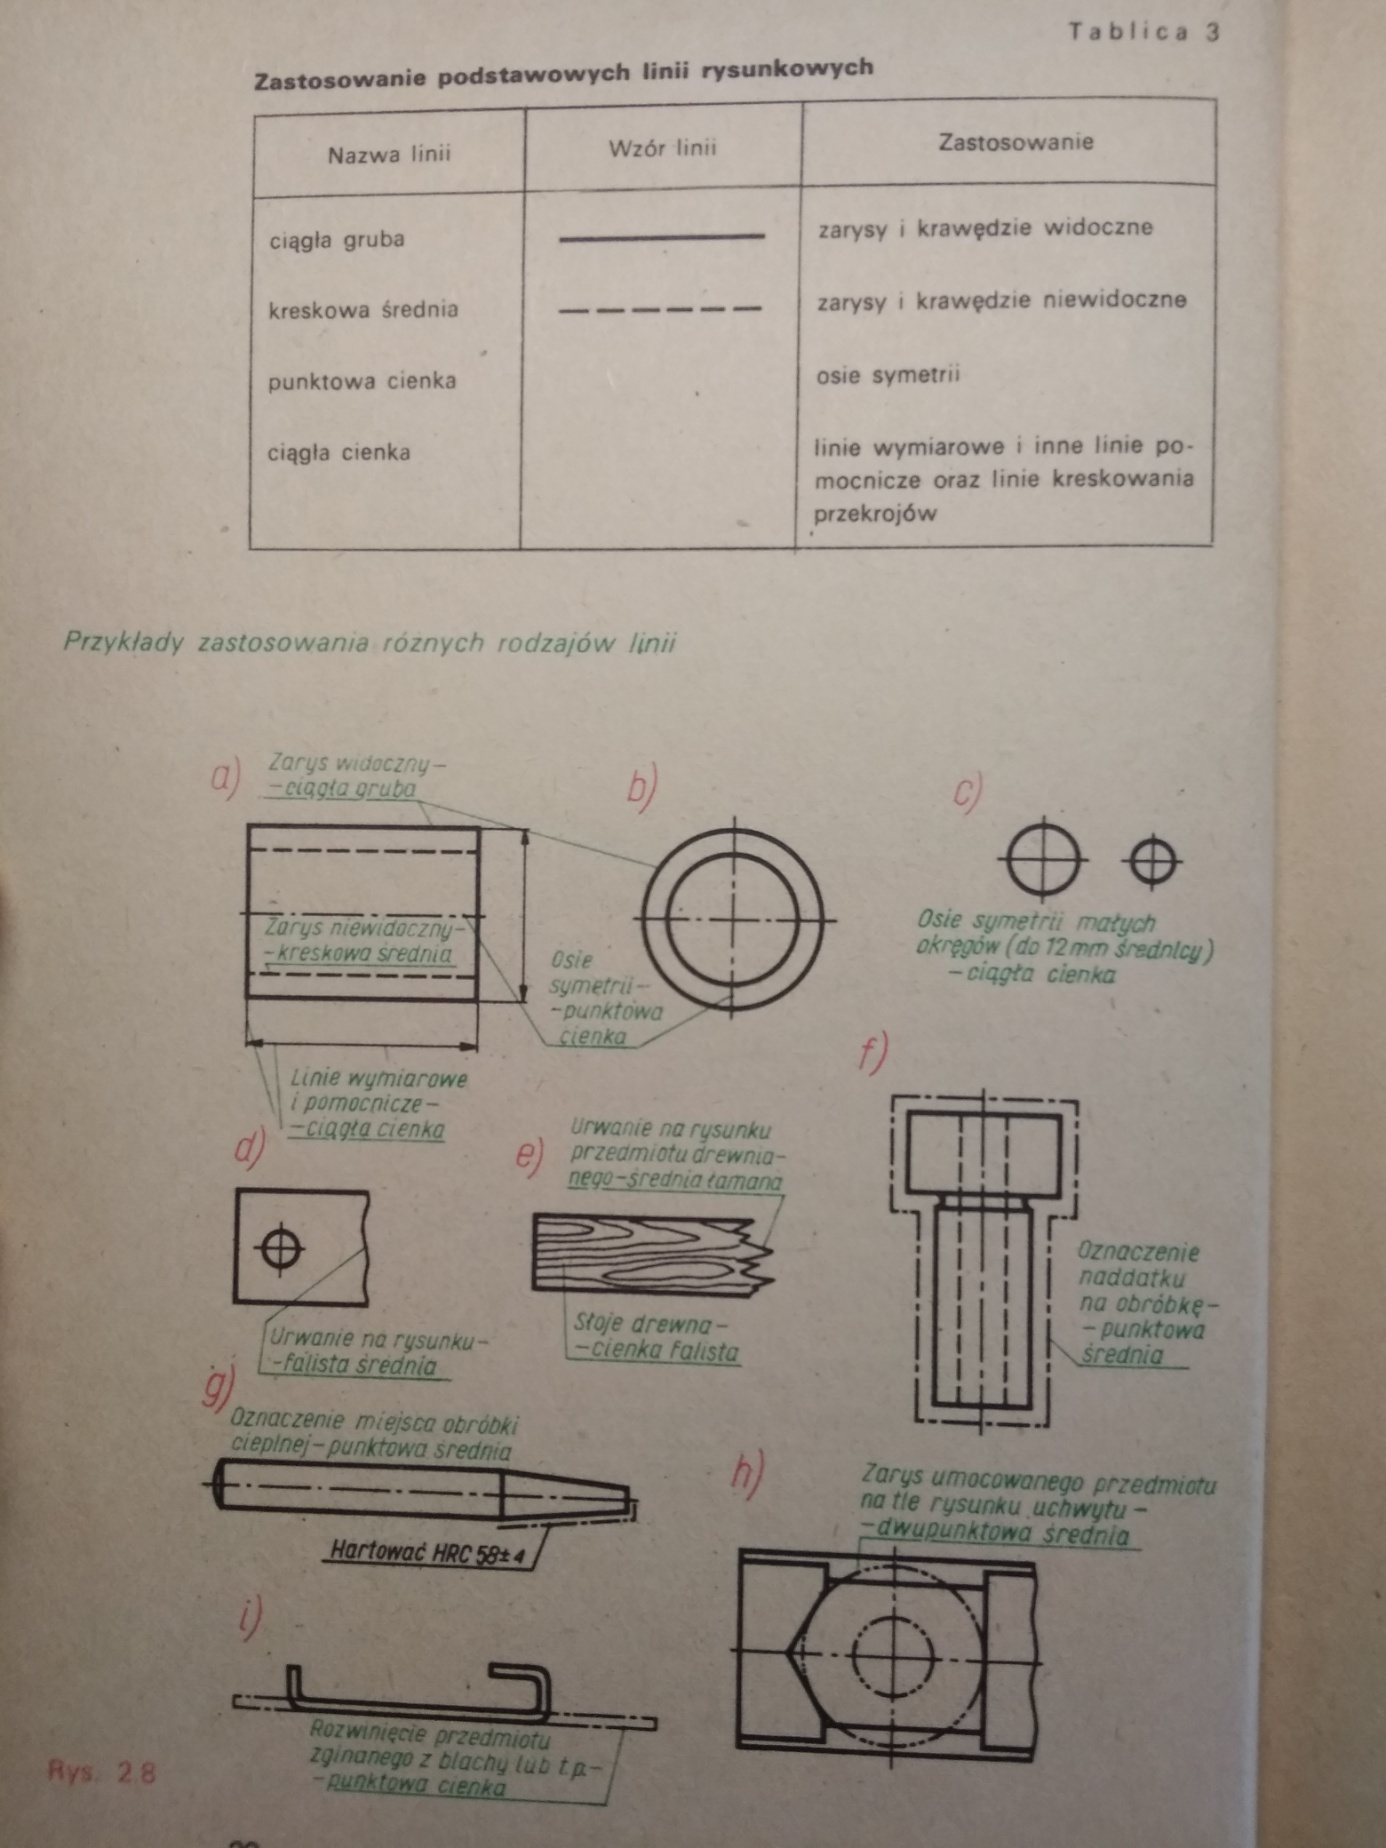 Tablica 3
Zastosowanie podstawowych linii rysunkowych
Nazwa linii
Wzór linii
Zastosowanie
ciągła gruba
zarysy i krawędzie widoczne
kreskowa średnia
zarysy i krawędzie niewidoczne
punktowa cienka
osie symetrii
ciągła cienka
linie wymiarowe i inne linie po-
mocnicze oraz linie kreskowania
przekrojów
Przykłady zastosowania różnych rodzajów linii
a)
Zarys widoczny–
–ciągła gruba
Zarys niewidoczny–
–kreskowa średnia
Linie wymiarowe
i pomocnicze–
–ciągła cienka
b)
Osie
symetrii–
–punktowa
cienka
c)
Osie symetrii małych
okręgów (do 12 mm średnicy)
–ciągła cienka
d)
Urwanie na rysunku–
–falista średnia
e)
Urwanie na rysunku
przedmiotu drewnia-
nego–średnia łamana
Słoje drewna–
–cienka falista
f)
Oznaczenie
naddatku
na obróbkę–
–punktowa
średnia
g)
Oznaczenie miejsca obróbki
cieplnej–punktowa średnia
Hartować HRC 58±4
h)
Zarys umocowanego przedmiotu
na tle rysunku uchwytu –
–dwupunktowa średnia
i)
Rozwinięcie przedmiotu
zginanego z blachy lub t.p.–
–punktowa cienka
Rys. 2.8